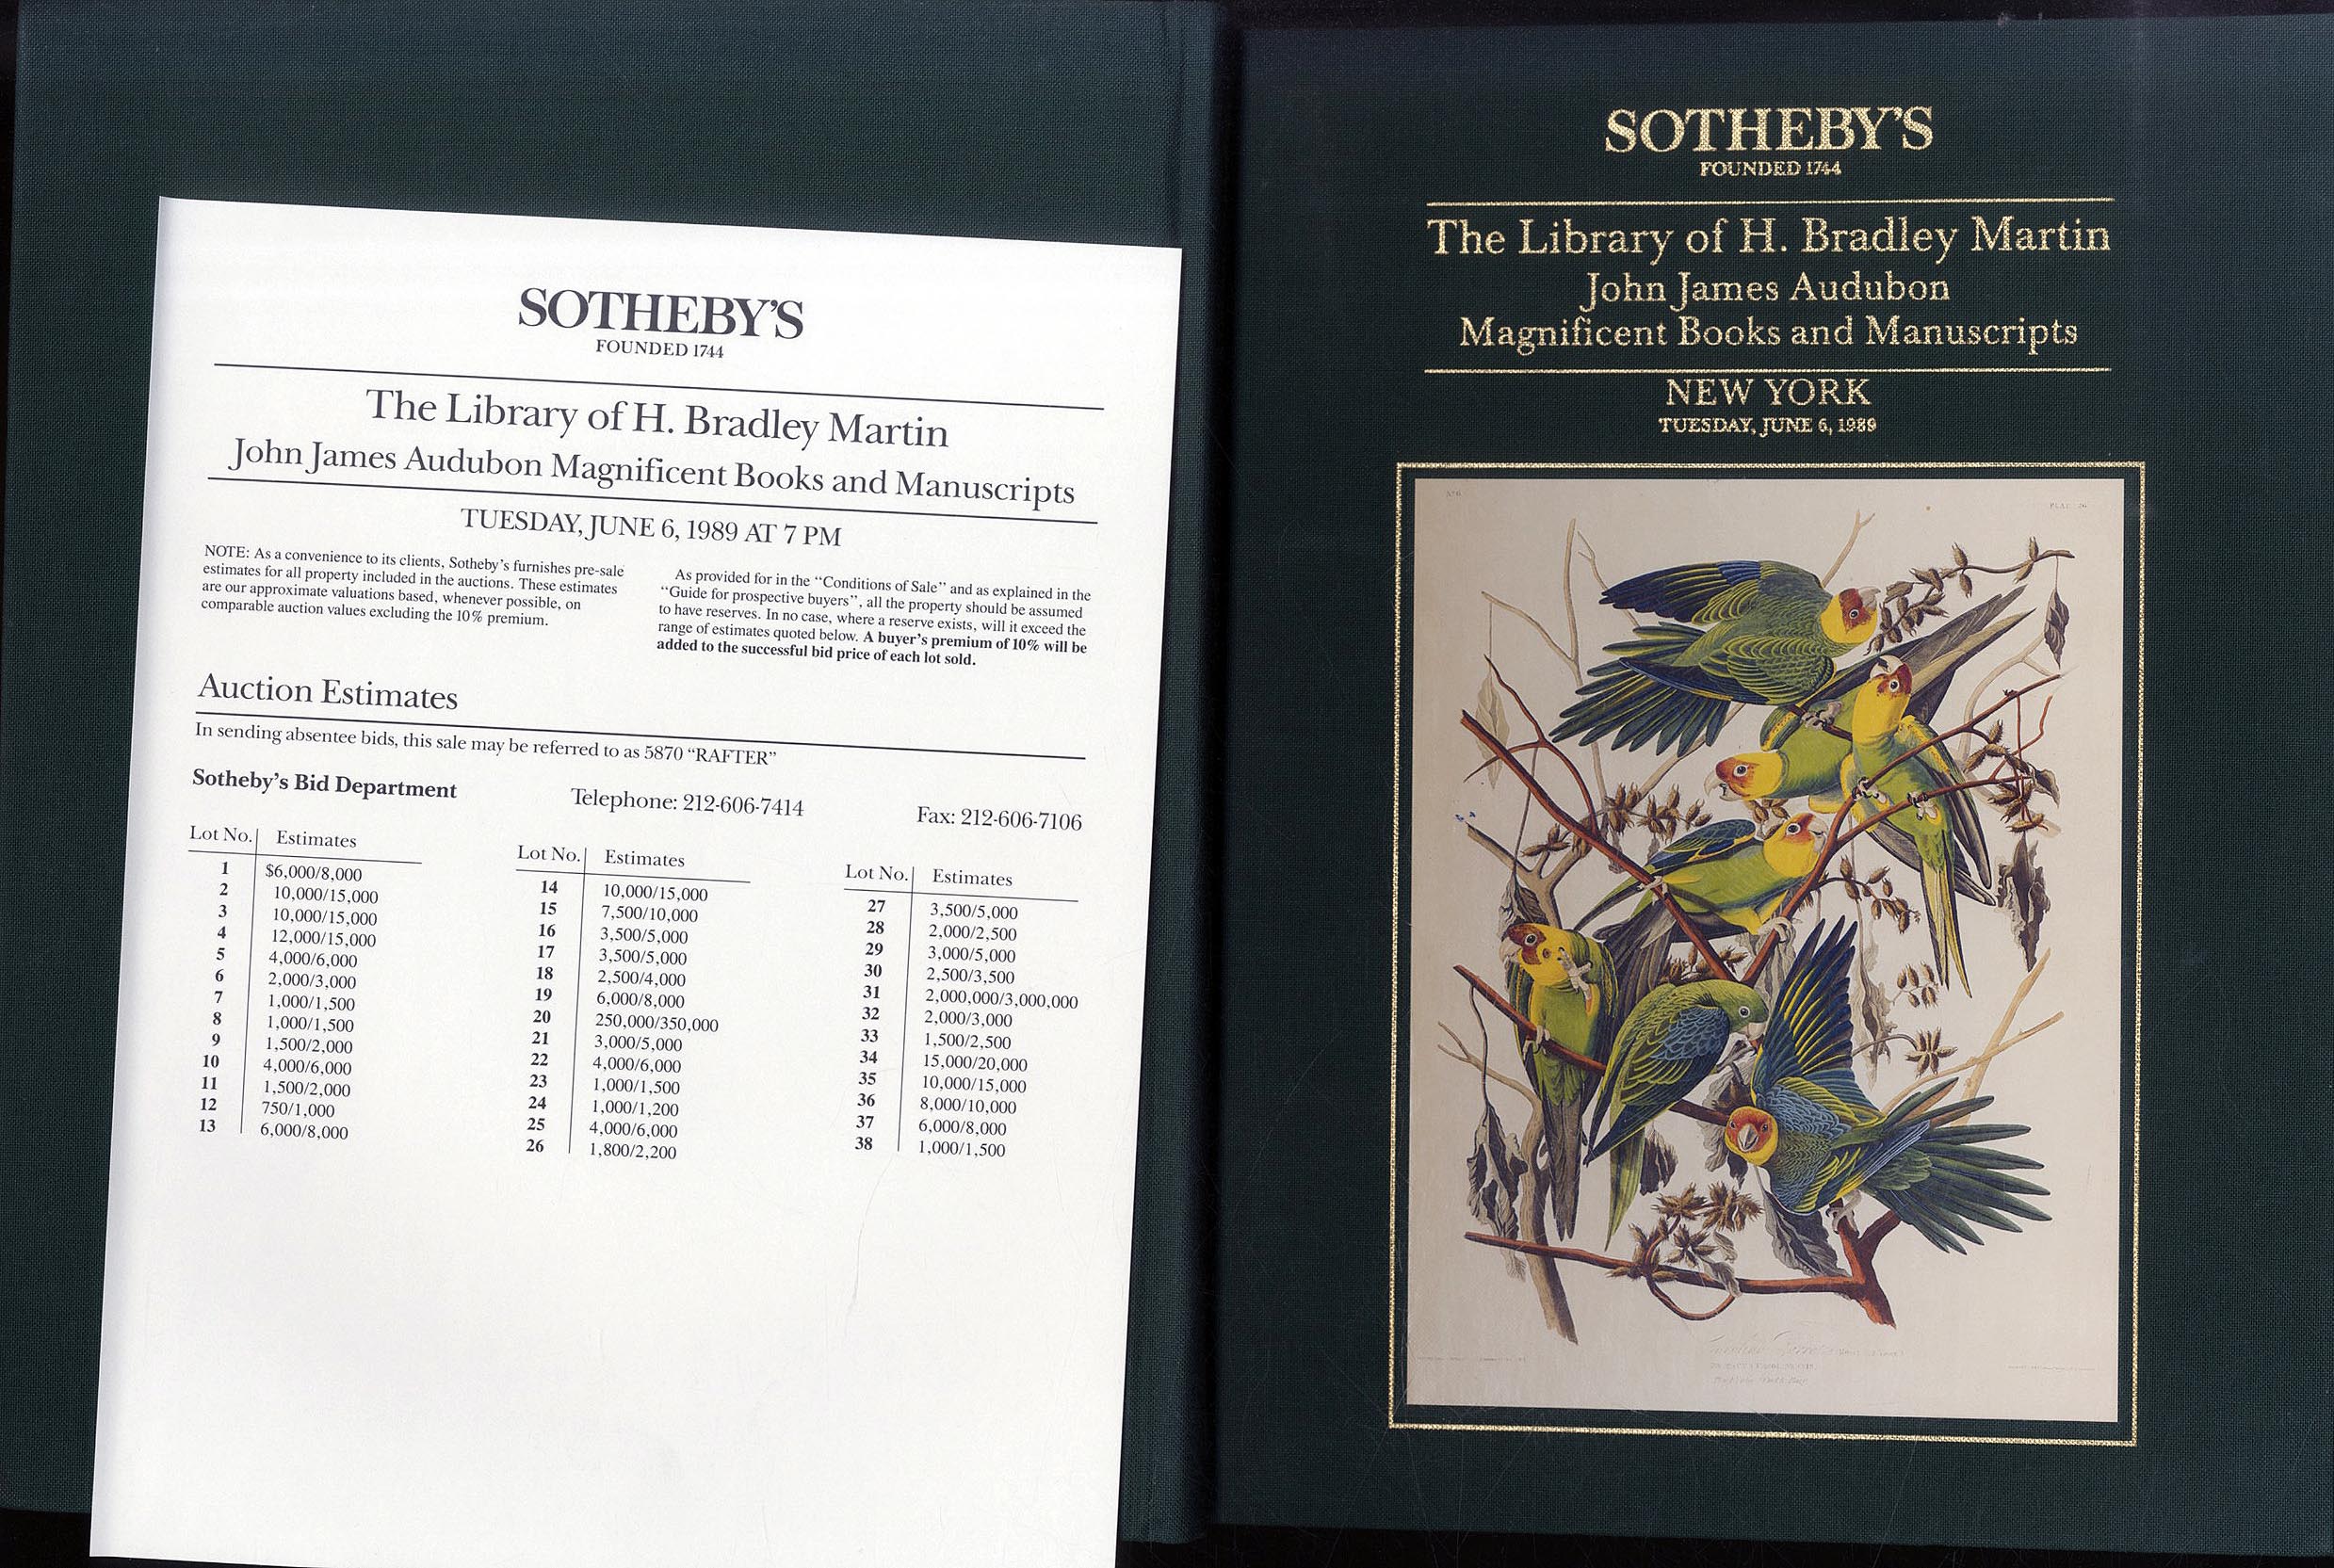 SOTHEBY'S
FOUNDED 1744
The Library of H. Bradley Martin
John James Audubon Magnificent Books and Manuscripts
TUESDAY, JUNE 6, 1989 AT 7 PM
NOTE: As a convenience to its clients, Sotheby's furnishes pre-sale
estimates for all property included in the auctions. These estimates
are our approximate valuations based, whenever possible, on
comparable auction values excluding the 10% premium.
As provided for in the “Conditions of Sale” and as explained in the
“Guide for prospective buyers”, all the property should be assumed
to have reserves. In no case, where a reserve exists, will it exceed the
range of estimates quoted below. A buyer's premium of 10% will be
added to the successful bid price of each lot sold.
Auction Estimates
In sending absentee bids, this sale may be referred to as 5870 “RAFTER”
Sotheby's Bid Department Telephone: 212-606-7414 Fax: 212-606-7106
Lot No. Estimates
1 $6,000/8,000
2 10,000/15,000
3 10,000/15,000
4 12,000/15,000
5 4,000/6,000
6 2,000/3,000
7 1,000/1,500
8 1,000/1,500
9 1,500/2,000
10 4,000/6,000
11 1,500/2,000
12 750/1,000
13 6,000/8,000
Lot No. Estimates
14 10,000/15,000
15 7,500/10,000
16 3,500/5,000
17 3,500/5,000
18 2,500/4,000
19 6,000/8,000
20 250,000/350,000
21 3,000/5,000
22 4,000/6,000
23 1,000/1,500
24 1,000/1,200
25 4,000/6,000
26 1,800/2,200
Lot No. Estimates
27 3,500/5,000
28 2,000/2,500
29 3,000/5,000
30 2,500/3,500
31 2,000,000/3,000,000
32 2,000/3,000
33 1,500/2,500
34 15,000/20,000
35 10,000/15,000
36 8,000/10,000
37 6,000/8,000
38 1,000/1,500
SOTHEBY'S
FOUNDED 1744
The Library of H. Bradley Martin
John James Audubon
Magnificent Books and Manuscripts
NEW YORK
TUESDAY, JUNE 6, 1989